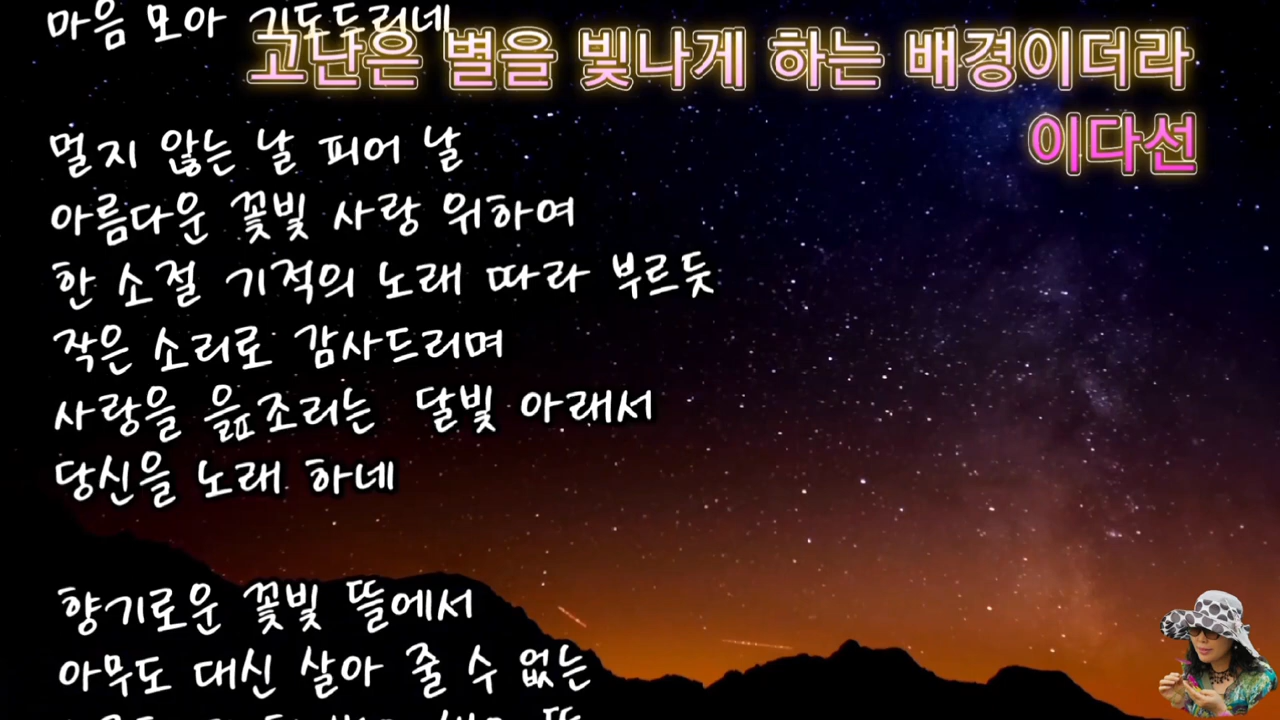 마음 모아 기도드리네
고난은 별을 빛나게 하는 배경이더라
이다선
멀지 않는 날 피어 날
아름다운 꽃빛 사랑 위하여
한 소절 기적의 노래 따라 부르듯
작은 소리로 감사드리며
사랑을 읊조리는 달빛 아래서
당신을 노래 하네
향기로운 꽃빛 뜰에서
아무도 대신 살아 줄 수 없는